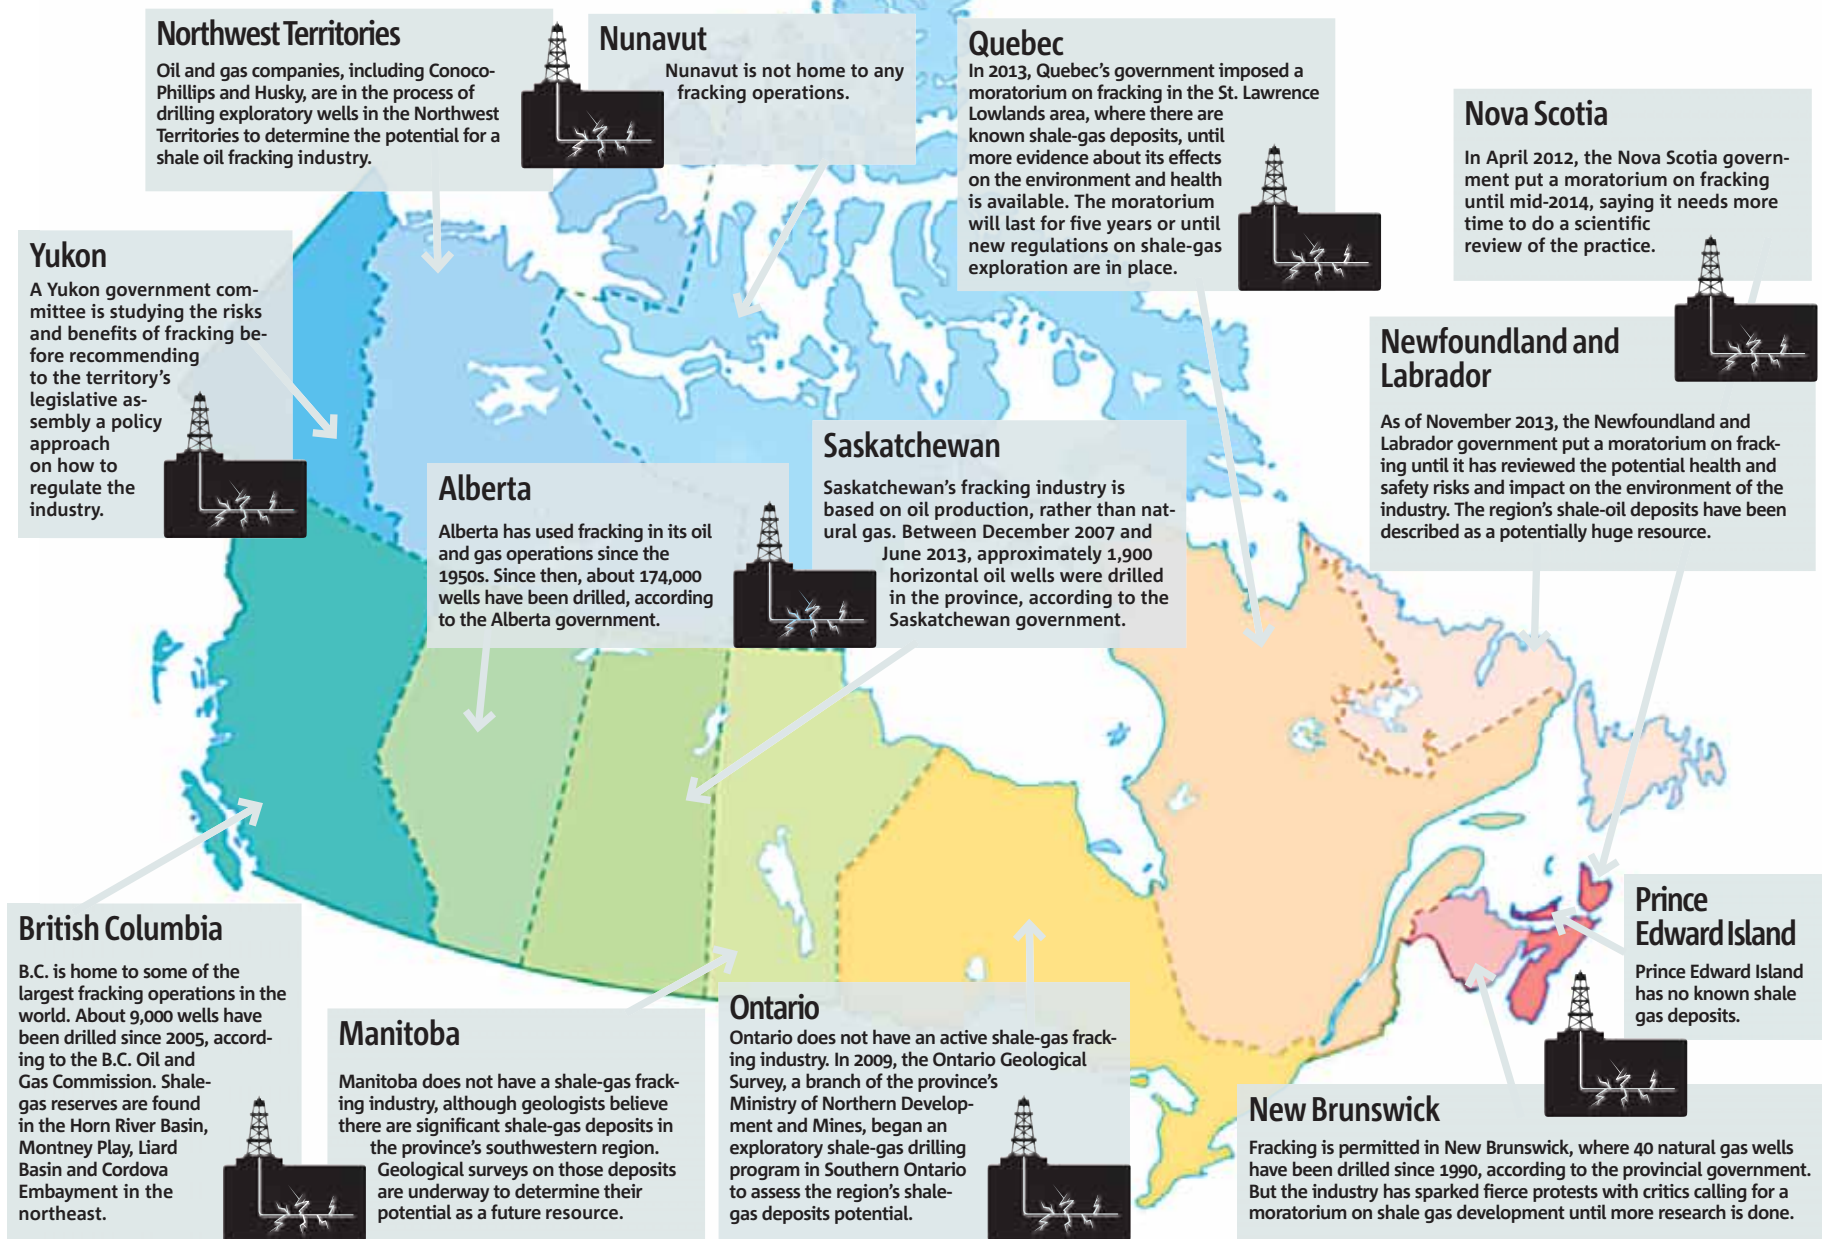 Northwest Territories
Oil and gas companies, including Conoco-
Phillips and Husky, are in the process of
drilling exploratory wells in the Northwest
Territories to determine the potential for a
shale oil fracking industry.
Nunavut
Nunavut is not home to any
fracking operations.
Quebec
In 2013, Quebec's government imposed a
moratorium on fracking in the St. Lawrence
Lowlands area, where there are
known shale-gas deposits, until
more evidence about its effects
on the environment and health
is available. The moratorium
will last for five years or until
new regulations on shale-gas
exploration are in place.
Nova Scotia
In April 2012, the Nova Scotia govern-
ment put a moratorium on fracking
until mid-2014, saying it needs more
time to do a scientific
review of the practice.
Yukon
A Yukon government com-
mittee is studying the risks
and benefits of fracking be-
fore recommending
to the territory's
legislative as-
sembly a policy
approach
on how to
regulate the
industry.
Newfoundland and
Labrador
As of November 2013, the Newfoundland and
Labrador government put a moratorium on frack-
ing until it has reviewed the potential health and
safety risks and impact on the environment of the
industry. The region's shale-oil deposits have been
described as a potentially huge resource.
Alberta
Alberta has used fracking in its oil
and gas operations since the
1950s. Since then, about 174,000
wells have been drilled, according
to the Alberta government.
Saskatchewan
Saskatchewan's fracking industry is
based on oil production, rather than nat-
ural gas. Between December 2007 and
June 2013, approximately 1,900
horizontal oil wells were drilled
in the province, according to the
Saskatchewan government.
British Columbia
B.C. is home to some of the
largest fracking operations in the
world. About 9,000 wells have
been drilled since 2005, accord-
ing to the B.C. Oil and
Gas Commission. Shale-
gas reserves are found
in the Horn River Basin,
Montney Play, Liard
Basin and Cordova
Embayment in the
northeast.
Manitoba
Manitoba does not have a shale-gas frack-
ing industry, although geologists believe
there are significant shale-gas deposits in
the province's southwestern region.
Geological surveys on those deposits
are underway to determine their
potential as a future resource.
Ontario
Ontario does not have an active shale-gas frack-
ing industry. In 2009, the Ontario Geological
Survey, a branch of the province's
Ministry of Northern Develop-
ment and Mines, began an
exploratory shale-gas drilling
program in Southern Ontario
to assess the region's shale-
gas deposits potential.
Prince
Edward Island
Prince Edward Island
has no known shale
gas deposits.
New Brunswick
Fracking is permitted in New Brunswick, where 40 natural gas wells
have been drilled since 1990, according to the provincial government.
But the industry has sparked fierce protests with critics calling for a
moratorium on shale gas development until more research is done.